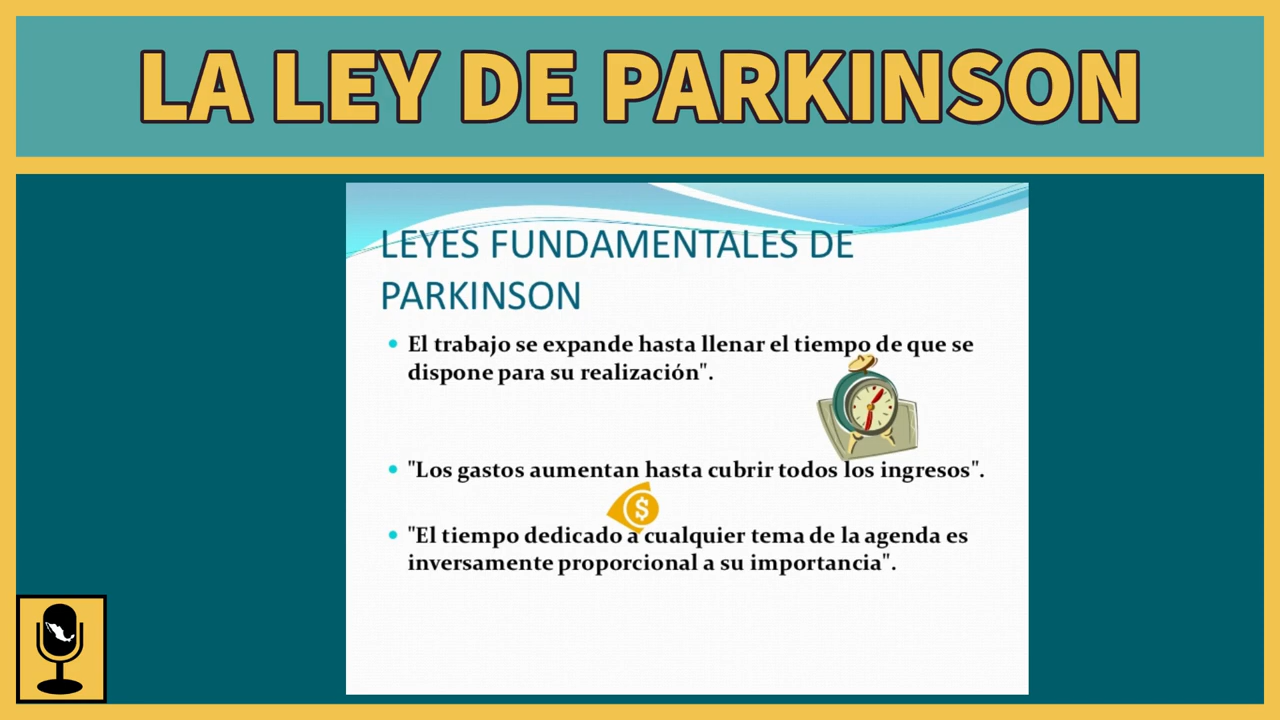 LA LEY DE PARKINSON
LEYES FUNDAMENTALES DE
PARKINSON
• El trabajo se expande hasta llenar el tiempo de que se
dispone para su realización".
• "Los gastos aumentan hasta cubrir todos los ingresos".
$
• "El tiempo dedicado a cualquier tema de la agenda es
inversamente proporcional a su importancia".